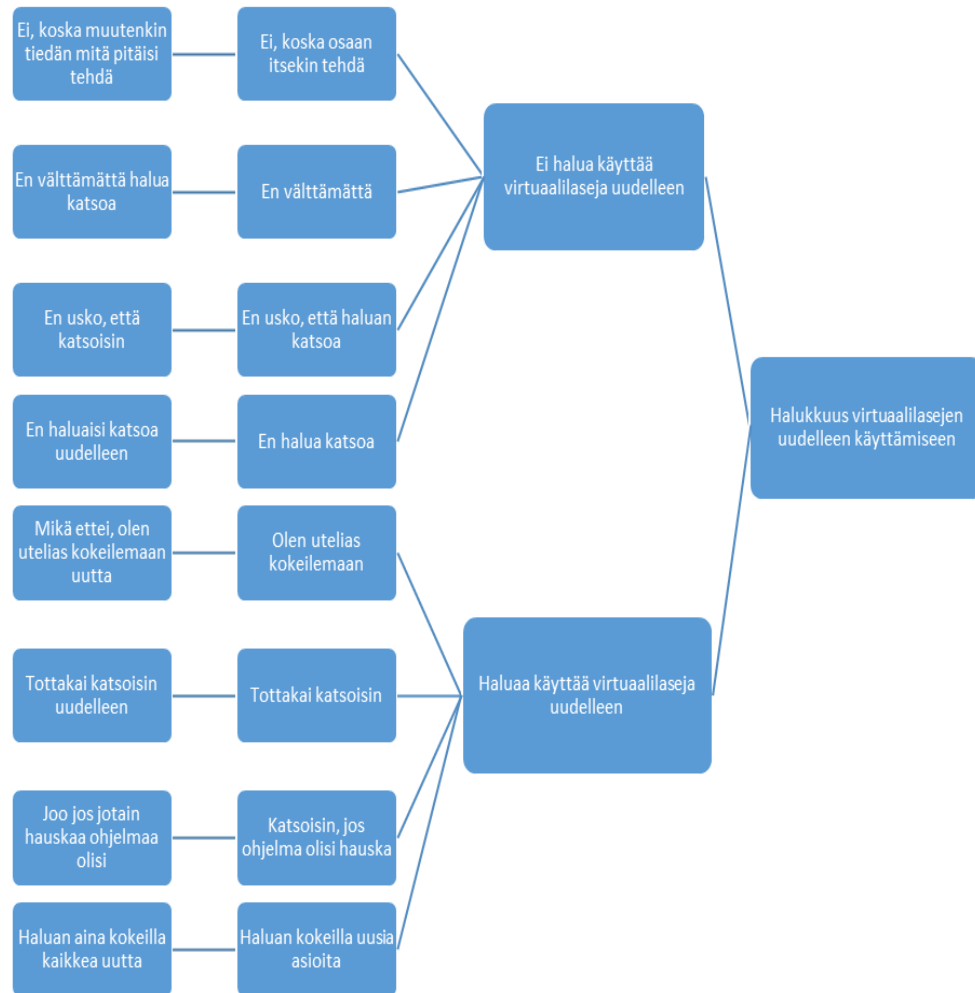 Ei, koska muutenkin
tiedän mitä pitäisi
tehdä
Ei, koska osaan
itsekin tehdä
Ei halua käyttää
virtuaalilaseja uudelleen
En välttämättä halua
katsoa
En välttämättä
En usko, että
katsoisin
En usko, että haluan
katsoa
En haluaisi katsoa
uudelleen
En halua katsoa
Halukkuus virtuaalilasejen
uudelleen käyttämiseen
Mikä ettei, olen
utelias kokeilemaan
uutta
Olen utelias
kokeilemaan
Haluaa käyttää virtuaalilaseja
uudelleen
Tottakai katsoisin
uudelleen
Tottakai katsoisin
Joo jos jotain
hauskaa ohjelmaa
olisi
Katsoisin, jos
ohjelma olisi hauska
Haluan aina kokeilla
kaikkea uutta
Haluan kokeilla uusia
asioita